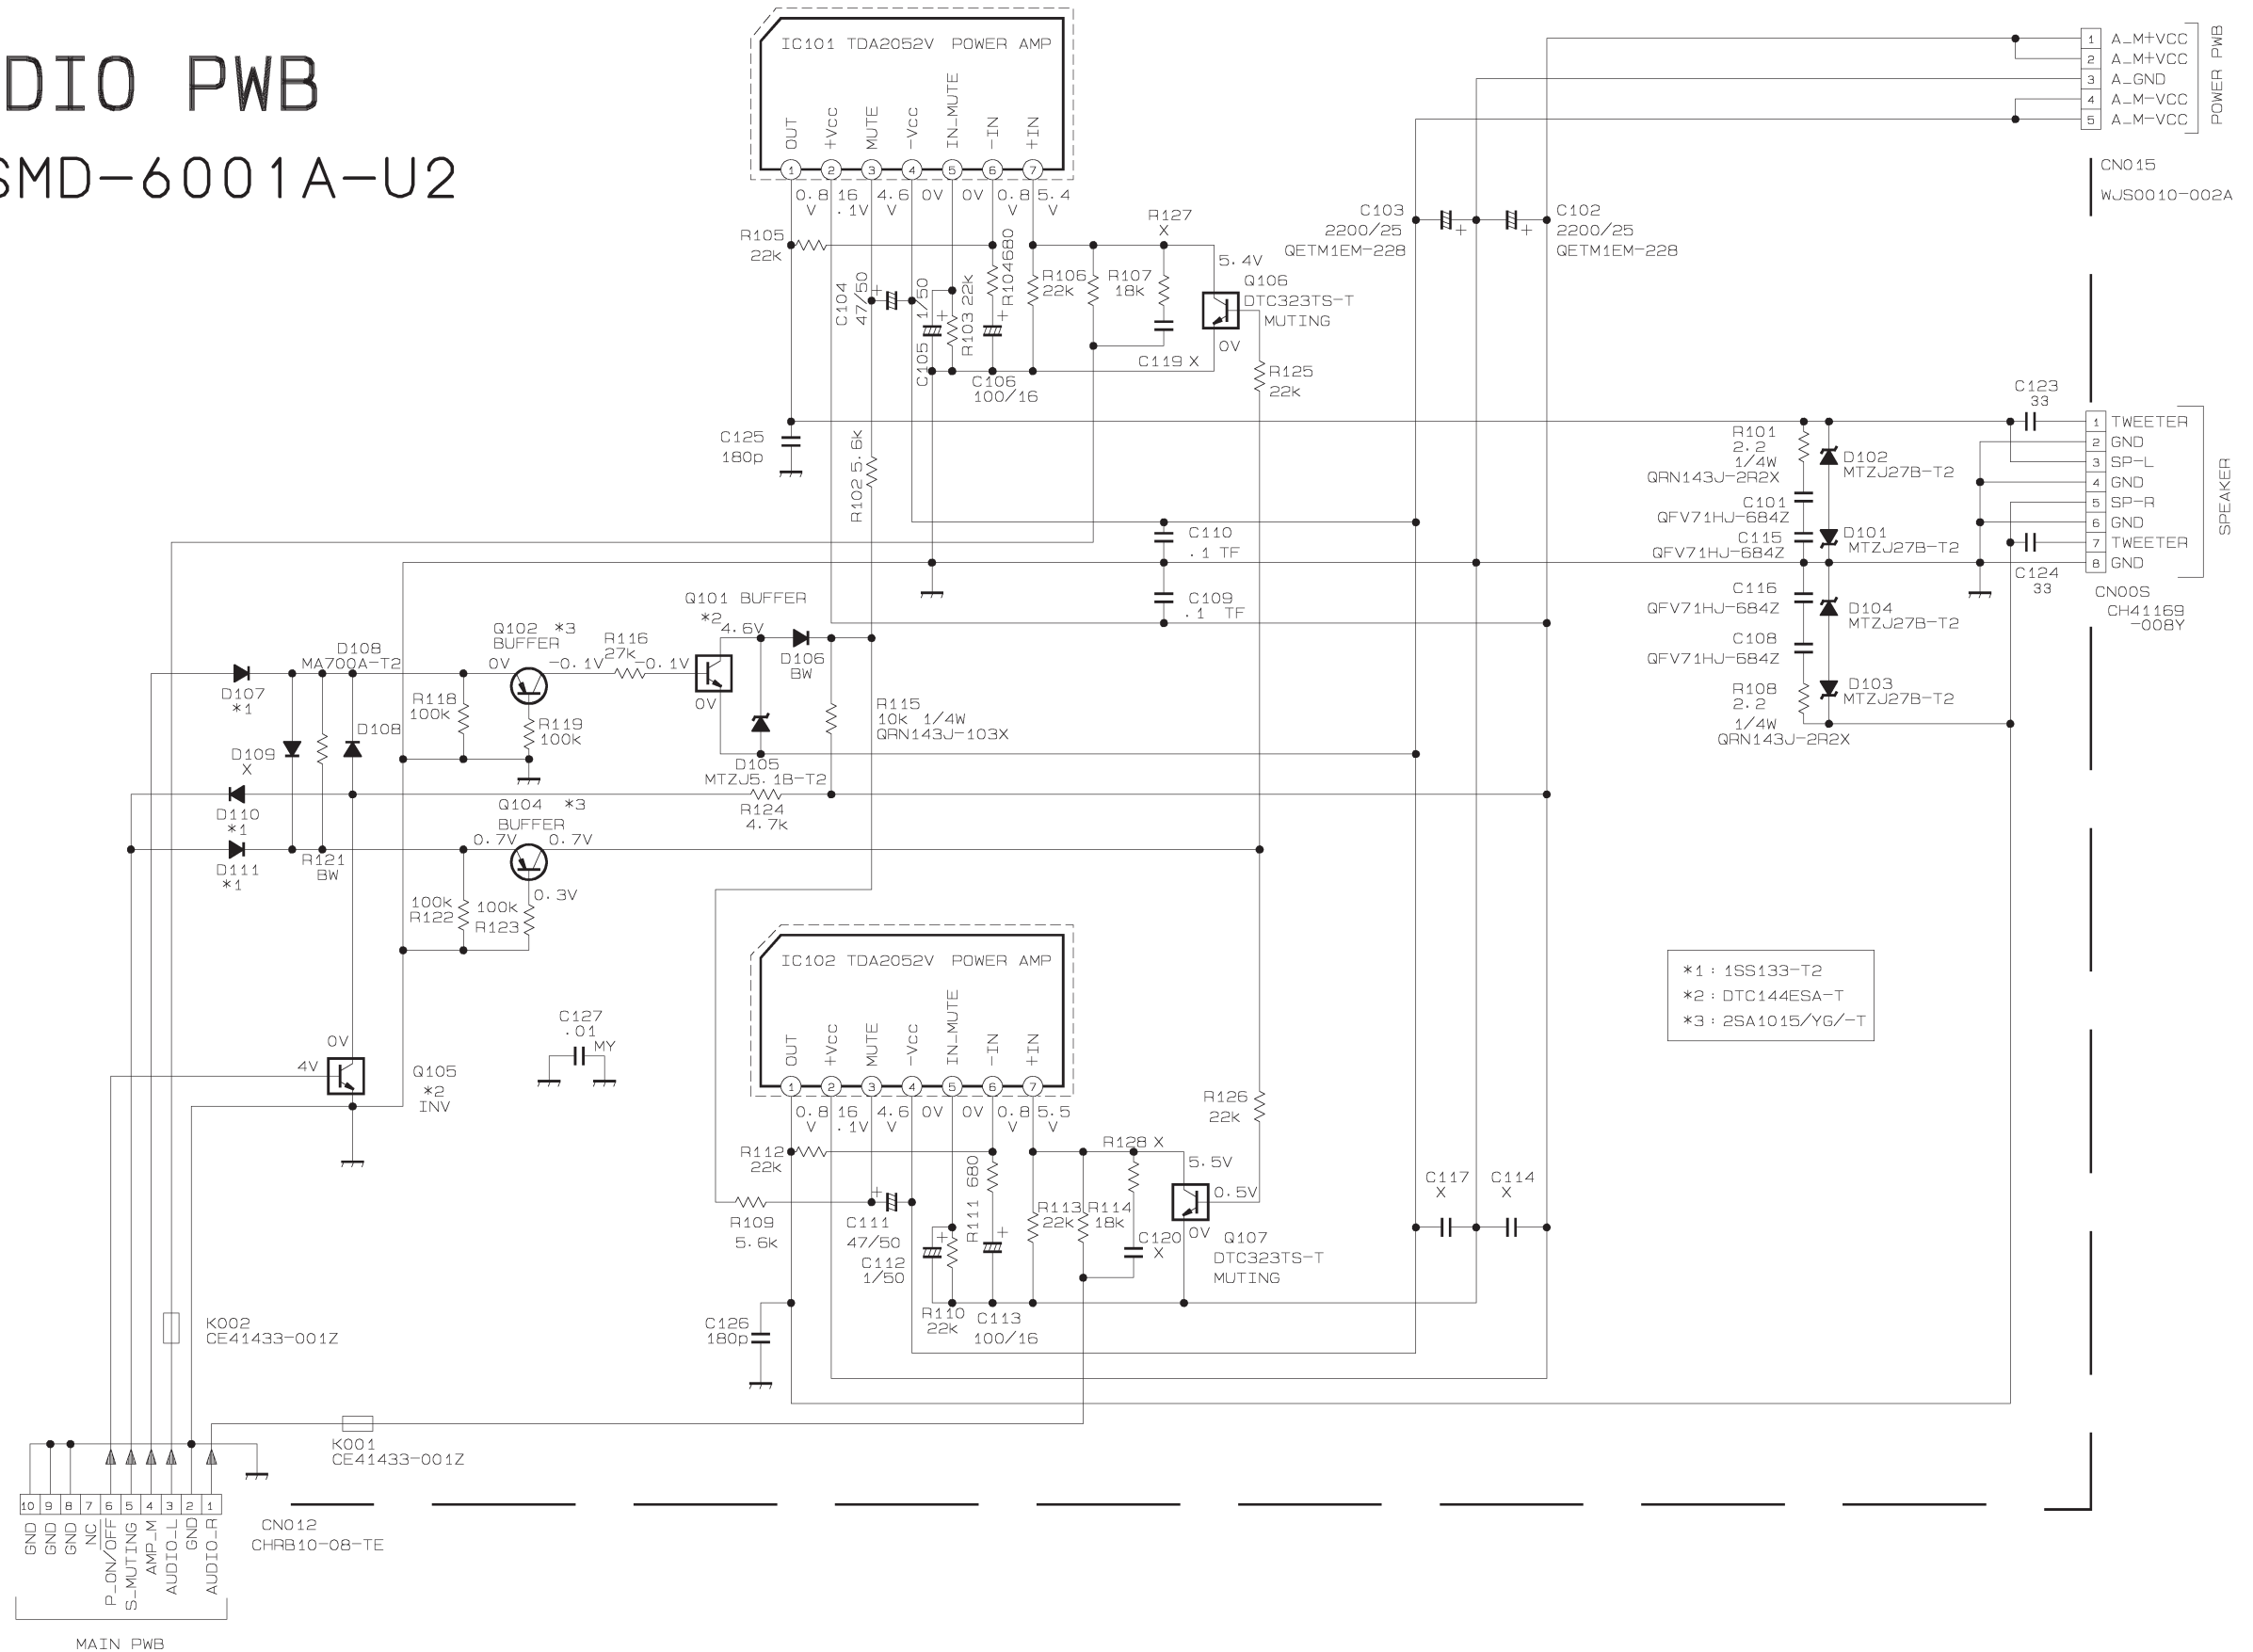 DIO PWB
SMD-6001A-U2
IC101 TDA2052V POWER AMP
OUT
+Vcc
MUTE
-Vcc
IN_MUTE
-IN
+IN
1
2
3
4
5
6
7
0.8
V
16
.1V
4.6
V
0V
0V
0.8
V
5.4
V
R105
22k
C104
47/50
C105
1/50
R103 22K
R104 680
C106
100/16
R106
22k
R107
18k
R127
X
C119 X
5.4V
Q106
DTC323TS-T
MUTING
0V
R125
22k
C125
180p
R102 5.6k
C103
2200/25
QETM1EM-228
C102
2200/25
QETM1EM-228
1 A_M+VCC
2 A_M+VCC
3 A_GND
4 A_M-VCC
5 A_M-VCC
POWER PWB
CN015
WJS0010-002A
C123
33
1 TWEETER
2 GND
3 SP-L
4 GND
5 SP-R
6 GND
7 TWEETER
8 GND
SPEAKER
C124
33
CN00S
CH41169
-008Y
R101
2.2
1/4W
QRN143J-2R2X
D102
MTZJ27B-T2
C101
QFV71HJ-684Z
C115
QFV71HJ-684Z
D101
MTZJ27B-T2
C116
QFV71HJ-684Z
D104
MTZJ27B-T2
C108
QFV71HJ-684Z
R108
2.2
1/4W
QRN143J-2R2X
D103
MTZJ27B-T2
C110
.1 TF
C109
.1 TF
Q101 BUFFER
*2
4.6V
Q102 *3
BUFFER
0V
-0.1V
R116
27k
-0.1V
0V
D106
BW
D108
MA700A-T2
D107
*1
R118
100k
R119
100k
D108
D109
X
R115
10k 1/4W
QRN143J-103X
D105
MTZJ5.1B-T2
D110
*1
R124
4.7k
Q104 *3
BUFFER
0.7V
0.7V
D111
*1
R121
BW
0.3V
100k
R122
100k
R123
IC102 TDA2052V POWER AMP
OUT
+Vcc
MUTE
-Vcc
IN_MUTE
-IN
+IN
1
2
3
4
5
6
7
0.8
V
16
.1V
4.6
V
0V
0V
0.8
V
5.5
V
*1 : 1SS133-T2
*2 : DTC144ESA-T
*3 : 2SA1015/YG/-T
C127
.01
MY
0V
4V
Q105
*2
INV
R112
22k
R109
5.6k
C111
47/50
C112
1/50
R111 680
R110
22K
C113
100/16
R113
22k
R114
18k
R128 X
C120
X
5.5V
0.5V
0V
Q107
DTC323TS-T
MUTING
R126
22k
C117
X
C114
X
C126
180p
K002
CE41433-001Z
K001
CE41433-001Z
10
9
8
7
6
5
4
3
2
1
GND
GND
GND
NC
P_ON/OFF
S_MUTING
AMP_M
AUDIO_L
GND
AUDIO_R
CN012
CHRB10-08-TE
MAIN PWB